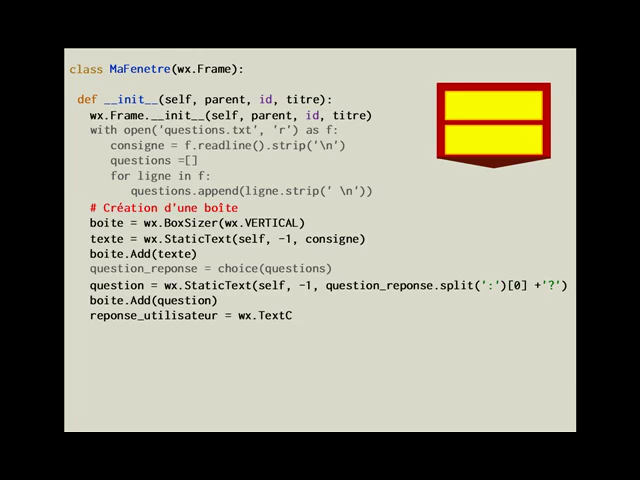 class MaFenetre(wx.Frame):
def __init__(self, parent, id, titre):
wx.Frame.__init__(self, parent, id, titre)
with open('questions.txt', 'r') as f:
consigne = f.readline().strip('\n')
questions =[]
for ligne in f:
questions.append(ligne.strip(' \n'))
# Création d'une boîte
boite = wx.BoxSizer(wx.VERTICAL)
texte = wx.StaticText(self, -1, consigne)
boite.Add(texte)
question_reponse = choice(questions)
question = wx.StaticText(self, -1, question_reponse.split(':')[0] +'?')
boite.Add(question)
reponse_utilisateur = wx.TextC